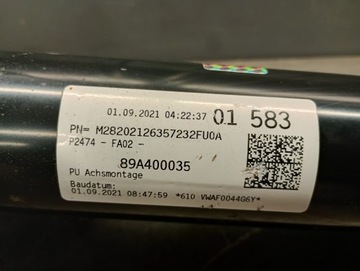 01.09.2021 04:22:37 01 583
PN= M28202126357232FU0A
P2474 - FA02 -
89A400035
PU Achsmontage
Baudatum:
01.09.2021 08:47:59 *610 VWAF0044G6Y*